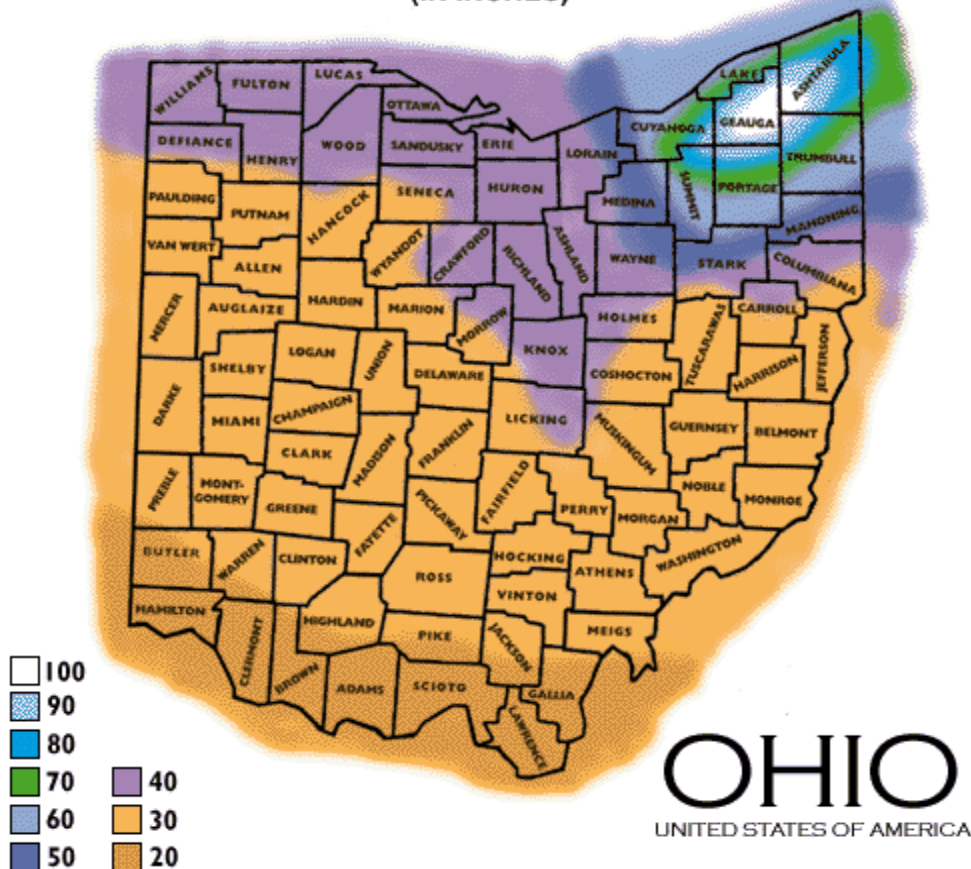 (IN INCHES)
WILLIAMS
FULTON
LUCAS
OTTAWA
LAKE
ASHTABULA
GEAUGA
CUYAHOGA
DEFIANCE
HENRY
WOOD
SANDUSKY
ERIE
LORAIN
TRUMBULL
SUMMIT
PORTAGE
PAULDING
PUTNAM
HANCOCK
SENECA
HURON
MEDINA
MAHONING
VAN WERT
ALLEN
WYANDOT
CRAWFORD
RICHLAND
ASHLAND
WAYNE
STARK
COLUMBIANA
MERCER
AUGLAIZE
HARDIN
MARION
MORROW
HOLMES
TUSCARAWAS
CARROLL
JEFFERSON
SHELBY
LOGAN
UNION
DELAWARE
KNOX
COSHOCTON
HARRISON
DARKE
MIAMI
CHAMPAIGN
CLARK
MADISON
FRANKLIN
LICKING
MUSKINGUM
GUERNSEY
BELMONT
PREBLE
MONT-
GOMERY
GREENE
FAYETTE
PICKAWAY
FAIRFIELD
PERRY
MORGAN
NOBLE
MONROE
BUTLER
WARREN
CLINTON
ROSS
HOCKING
ATHENS
WASHINGTON
VINTON
HAMILTON
CLERMONT
HIGHLAND
PIKE
JACKSON
MEIGS
BROWN
ADAMS
SCIOTO
GALLIA
LAWRENCE
100
90
80
70 40
60 30
50 20
OHIO
UNITED STATES OF AMERICA